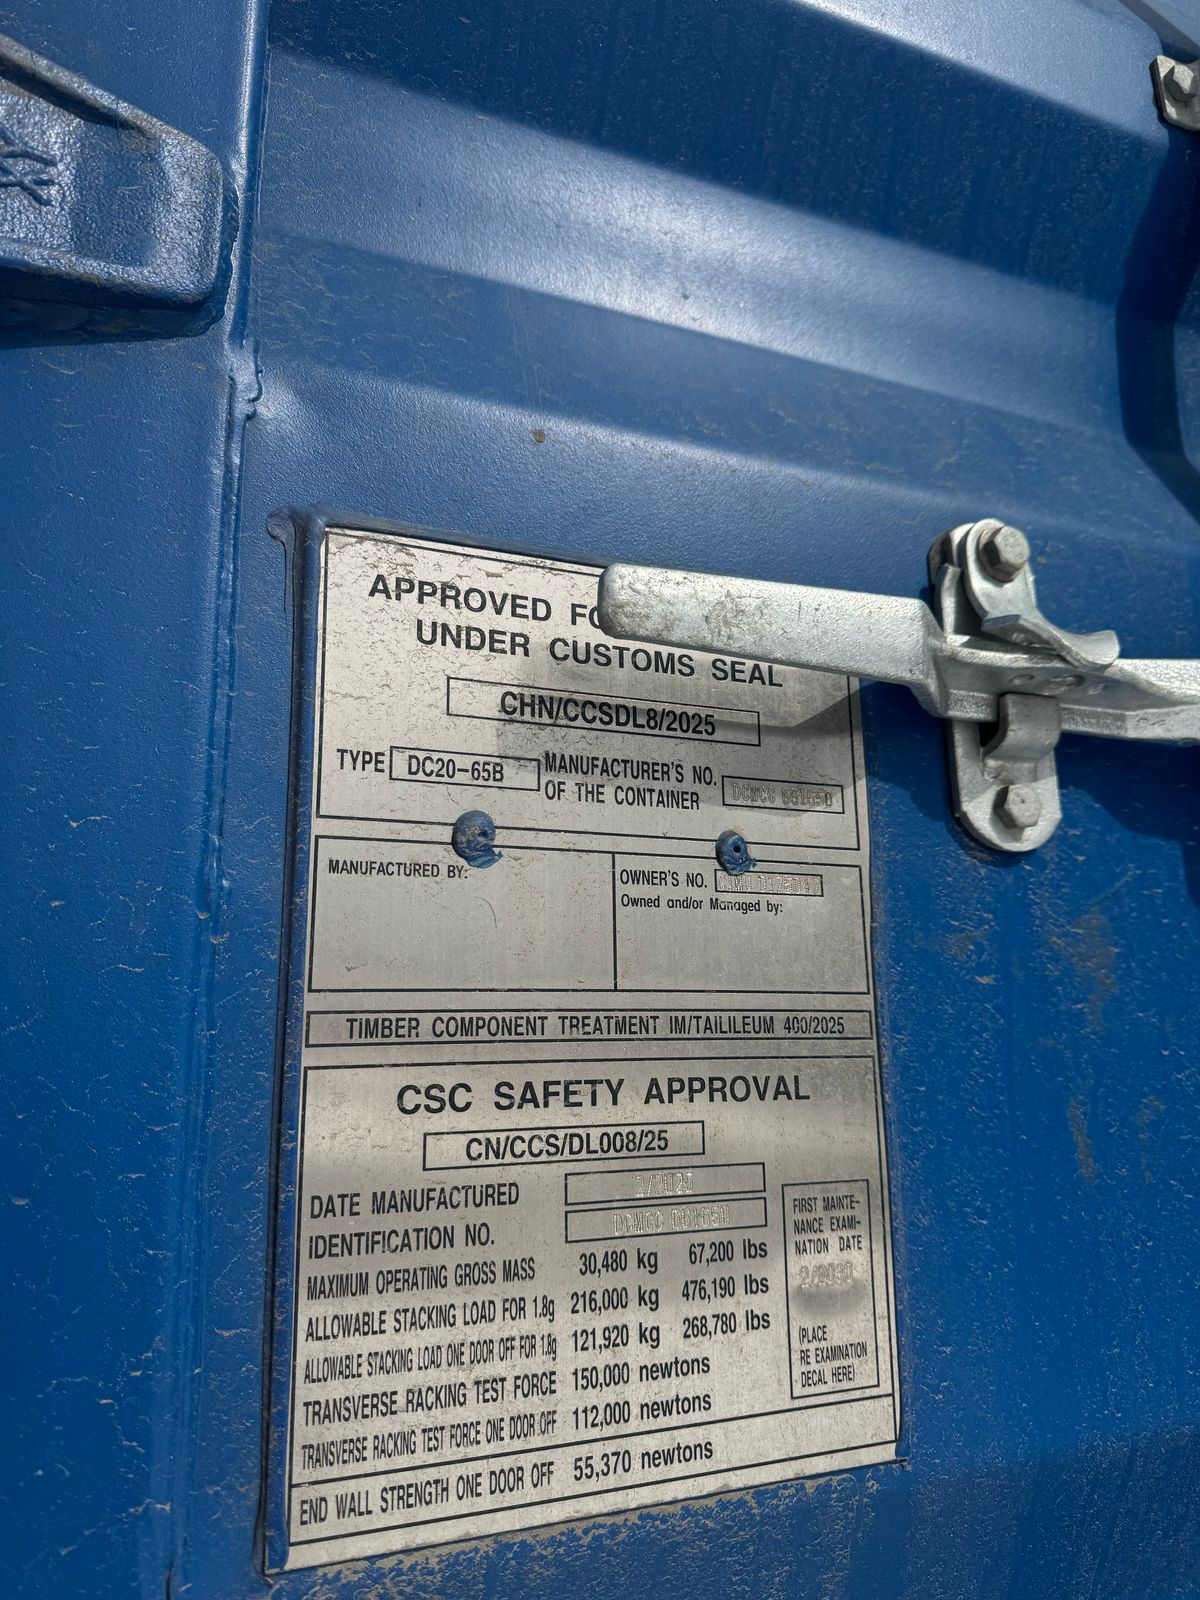 APPROVED
UNDER CUSTOMS SEAL
CHN/CCSDL8/2025
TYPE DC20-65B
MANUFACTURER'S NO.
OF THE CONTAINER
MANUFACTURED BY:
OWNER'S NO.
Owned and/or Managed by:
TIMBER COMPONENT TREATMENT IM/TAILILEUM 400/2025
CSC SAFETY APPROVAL
CN/CCS/DL008/25
DATE MANUFACTURED 2/2025
IDENTIFICATION NO.
MAXIMUM OPERATING GROSS MASS 30,480 kg 67,200 lbs
ALLOWABLE STACKING LOAD FOR 1.8g 216,000 kg 476,190 lbs
ALLOWABLE STACKING LOAD ONE DOOR OFF FOR 1.8g 121,920 kg 268,780 lbs
TRANSVERSE RACKING TEST FORCE 150,000 newtons
TRANSVERSE RACKING TEST FORCE ONE DOOR OFF 112,000 newtons
END WALL STRENGTH ONE DOOR OFF 55,370 newtons
FIRST MAINTE-
NANCE EXAMI-
NATION DATE
2/2030
(PLACE
RE EXAMINATION
DECAL HERE)